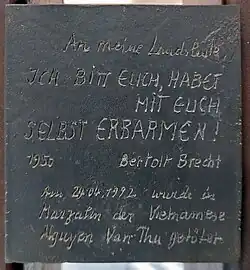 An meine Landsleute,
ICH BITT EUCH, HABET
MIT EUCH
SELBST ERBARMEN!
1950 Bertolt Brecht
Am 24.04.1992 wurde in
Marzahn der Vietnamese
Nguyen Van Thu getötet